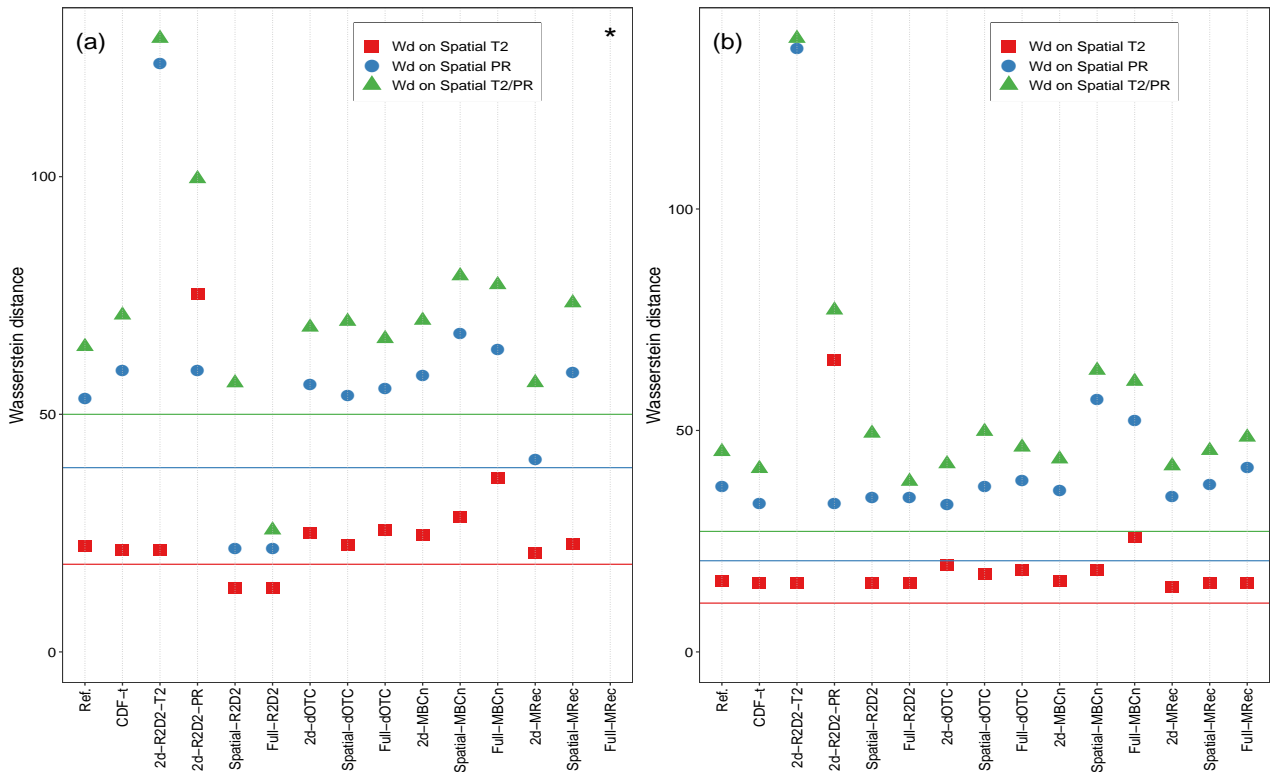 (a)
*
Wd on Spatial T2
Wd on Spatial PR
Wd on Spatial T2/PR
Wasserstein distance
100
50
0
Ref.
CDF−t
2d−R2D2−T2
2d−R2D2−PR
Spatial−R2D2
Full−R2D2
2d−dOTC
Spatial−dOTC
Full−dOTC
2d−MBCn
Spatial−MBCn
Full−MBCn
2d−MRec
Spatial−MRec
Full−MRec
(b)
Wd on Spatial T2
Wd on Spatial PR
Wd on Spatial T2/PR
Wasserstein distance
100
50
0
Ref.
CDF−t
2d−R2D2−T2
2d−R2D2−PR
Spatial−R2D2
Full−R2D2
2d−dOTC
Spatial−dOTC
Full−dOTC
2d−MBCn
Spatial−MBCn
Full−MBCn
2d−MRec
Spatial−MRec
Full−MRec